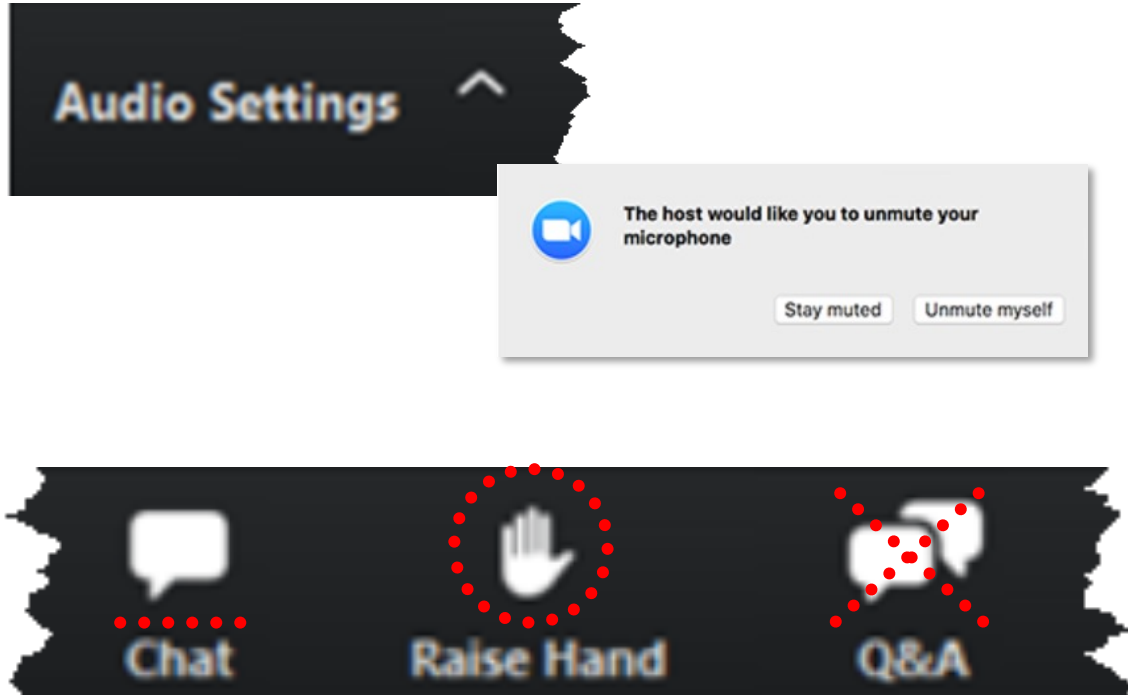 Audio Settings
The host would like you to unmute your
microphone
Stay muted Unmute myself
Chat Raise Hand Q&A